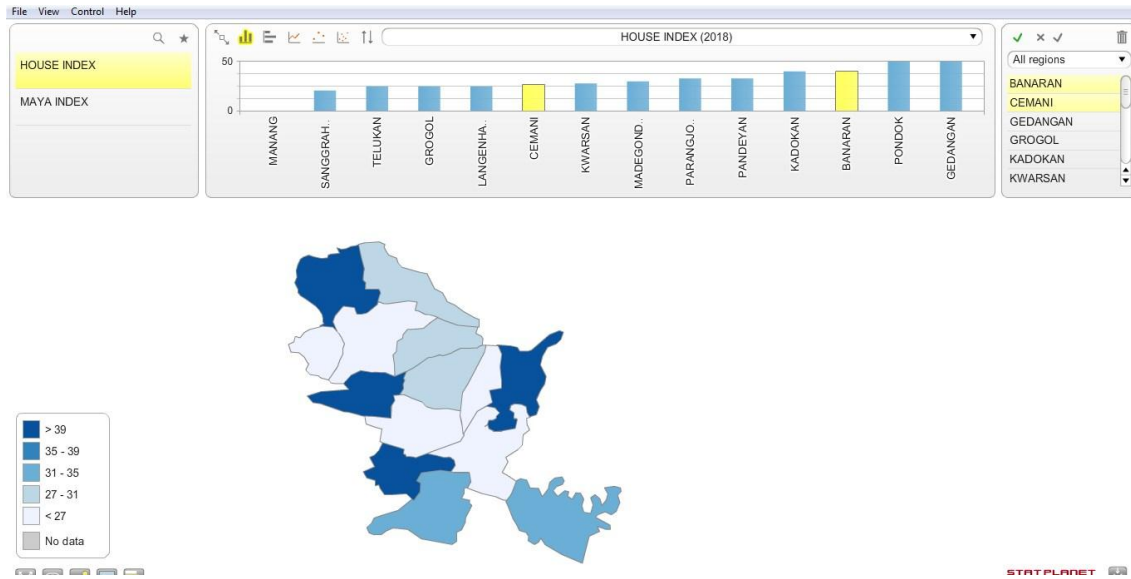 File View Control Help
HOUSE INDEX
MAYA INDEX
HOUSE INDEX (2018)
50
0
MANANG
SANGGRAH..
TELUKAN
GROGOL
LANGENHA..
CEMANI
KWARSAN
MADEGOND..
PARANGJO..
PANDEYAN
KADOKAN
BANARAN
PONDOK
GEDANGAN
All regions
BANARAN
CEMANI
GEDANGAN
GROGOL
KADOKAN
KWARSAN
> 39
35 - 39
31 - 35
27 - 31
< 27
No data
STATPLANET